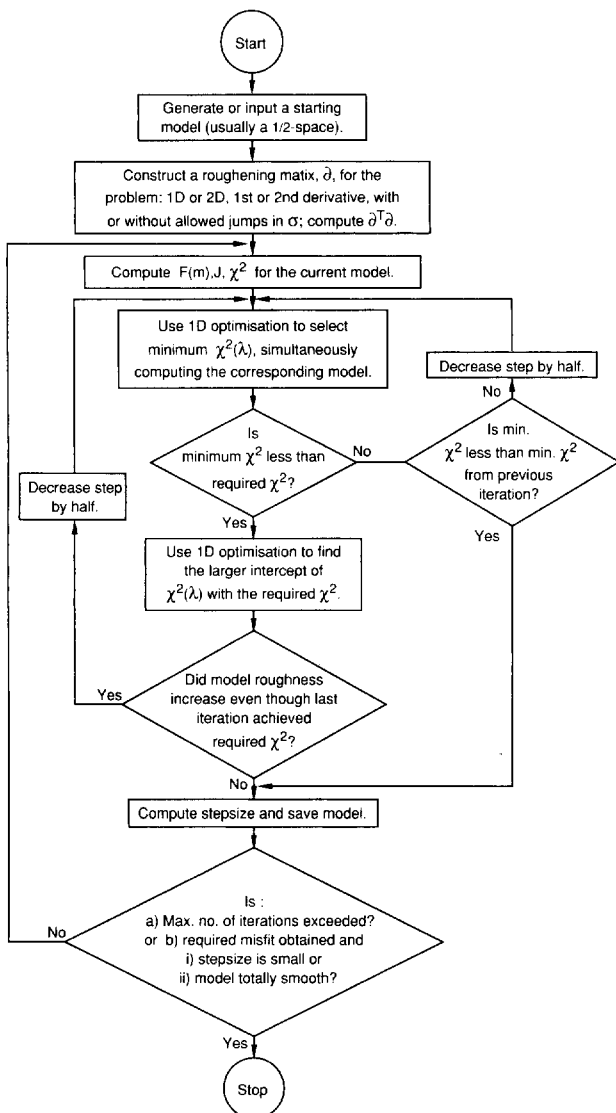 Start
Generate or input a starting
model (usually a 1/2-space).
Construct a roughening matix, ∂, for the
problem: 1D or 2D, 1st or 2nd derivative, with
or without allowed jumps in σ; compute ∂ᵀ∂.
Compute F(m),J, χ² for the current model.
Use 1D optimisation to select
minimum χ²(λ), simultaneously
computing the corresponding model.
Decrease step by half.
No
Is
minimum χ² less than
required χ²?
No
Is min.
χ² less than min. χ²
from previous
iteration?
Decrease step
by half.
Yes
Yes
Use 1D optimisation to find
the larger intercept of
χ²(λ) with the required χ².
Yes
Did model roughness
increase even though last
iteration achieved
required χ²?
No
Compute stepsize and save model.
No
Is :
a) Max. no. of iterations exceeded?
or b) required misfit obtained and
i) stepsize is small or
ii) model totally smooth?
Yes
Stop